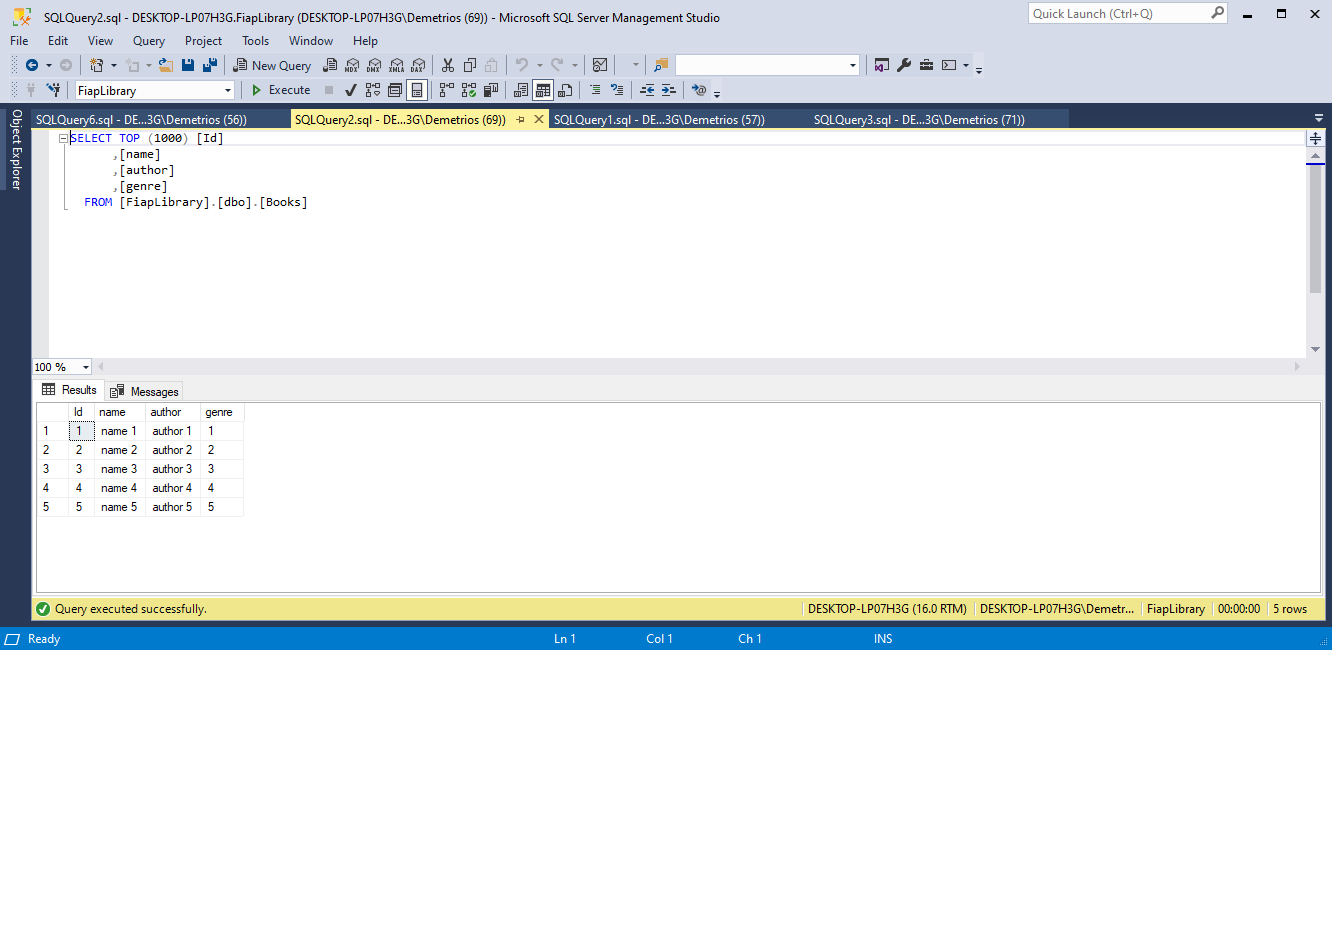 SQLQuery2.sql - DESKTOP-LP07H3G.FiapLibrary (DESKTOP-LP07H3G\Demetrios (69)) - Microsoft SQL Server Management Studio
Quick Launch (Ctrl+Q)
File Edit View Query Project Tools Window Help
New Query MDX DMX XMLA DAX
FiapLibrary Execute
Object Explorer
SQLQuery6.sql - DE...3G\Demetrios (56)) SQLQuery2.sql - DE...3G\Demetrios (69)) SQLQuery1.sql - DE...3G\Demetrios (57)) SQLQuery3.sql - DE...3G\Demetrios (71))
SELECT TOP (1000) [Id]
,[name]
,[author]
,[genre]
FROM [FiapLibrary].[dbo].[Books]
100 %
Results Messages
Id name author genre
1 1 name 1 author 1 1
2 2 name 2 author 2 2
3 3 name 3 author 3 3
4 4 name 4 author 4 4
5 5 name 5 author 5 5
Query executed successfully. DESKTOP-LP07H3G (16.0 RTM) DESKTOP-LP07H3G\Demetr... FiapLibrary 00:00:00 5 rows
Ready Ln 1 Col 1 Ch 1 INS